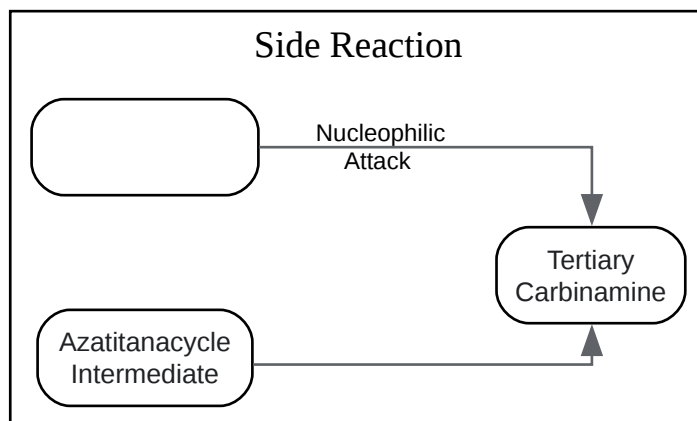 Side Reaction
Nucleophilic
Attack
Tertiary
Carbinamine
Azatitanacycle
Intermediate